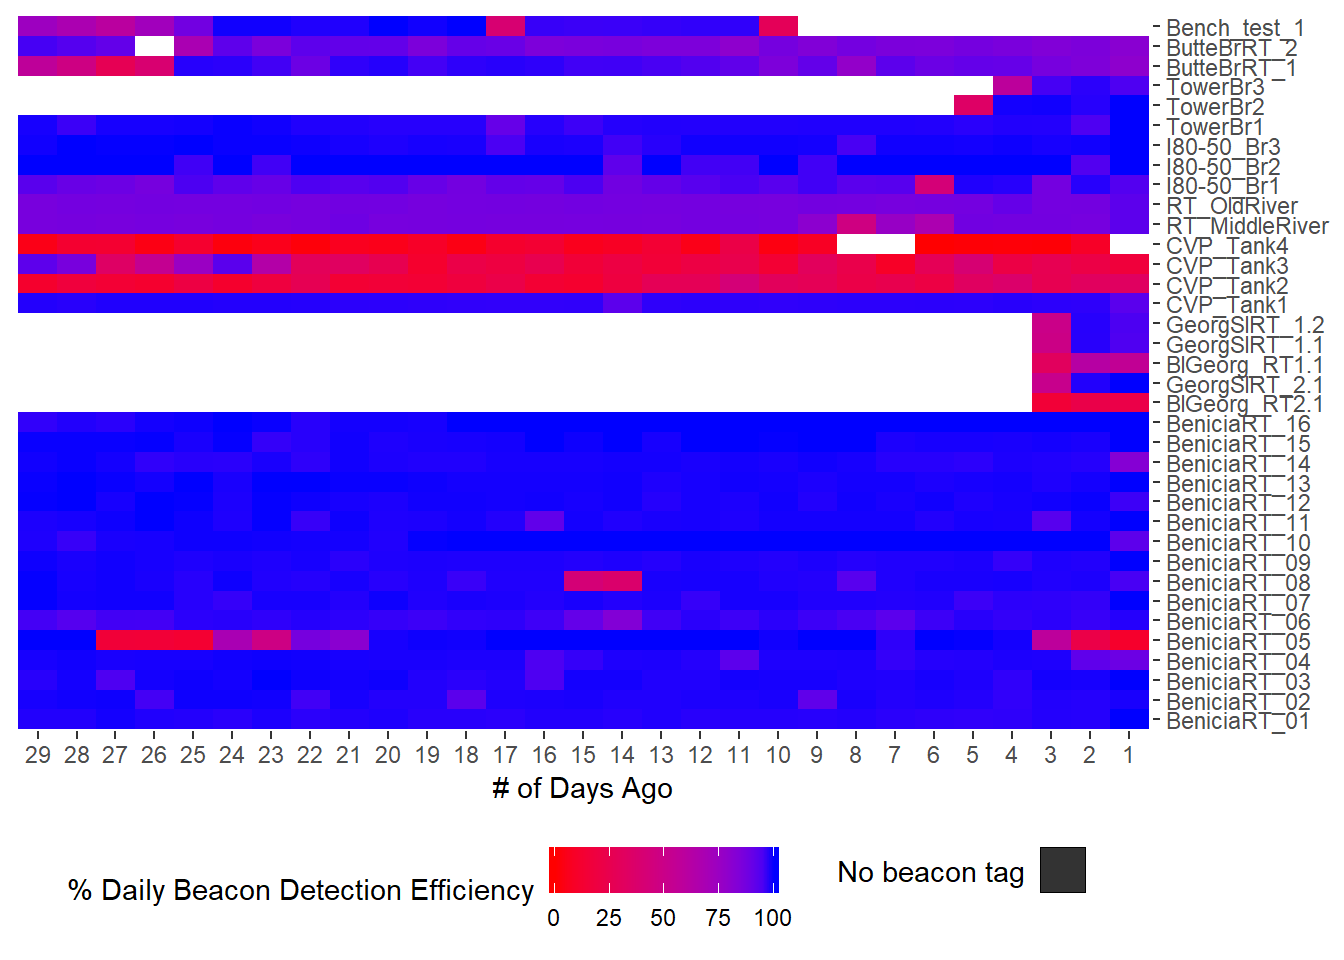 Bench_test_1
ButteBrRT_2
ButteBrRT_1
TowerBr3
TowerBr2
TowerBr1
I80-50_Br3
I80-50_Br2
I80-50_Br1
RT_OldRiver
RT_MiddleRiver
CVP_Tank4
CVP_Tank3
CVP_Tank2
CVP_Tank1
GeorgSlRT_1.2
GeorgSlRT_1.1
BlGeorg_RT1.1
GeorgSlRT_2.1
BlGeorg_RT2.1
BeniciaRT_16
BeniciaRT_15
BeniciaRT_14
BeniciaRT_13
BeniciaRT_12
BeniciaRT_11
BeniciaRT_10
BeniciaRT_09
BeniciaRT_08
BeniciaRT_07
BeniciaRT_06
BeniciaRT_05
BeniciaRT_04
BeniciaRT_03
BeniciaRT_02
BeniciaRT_01
29 28 27 26 25 24 23 22 21 20 19 18 17 16 15 14 13 12 11 10 9 8 7 6 5 4 3 2 1
# of Days Ago
% Daily Beacon Detection Efficiency
0 25 50 75 100
No beacon tag